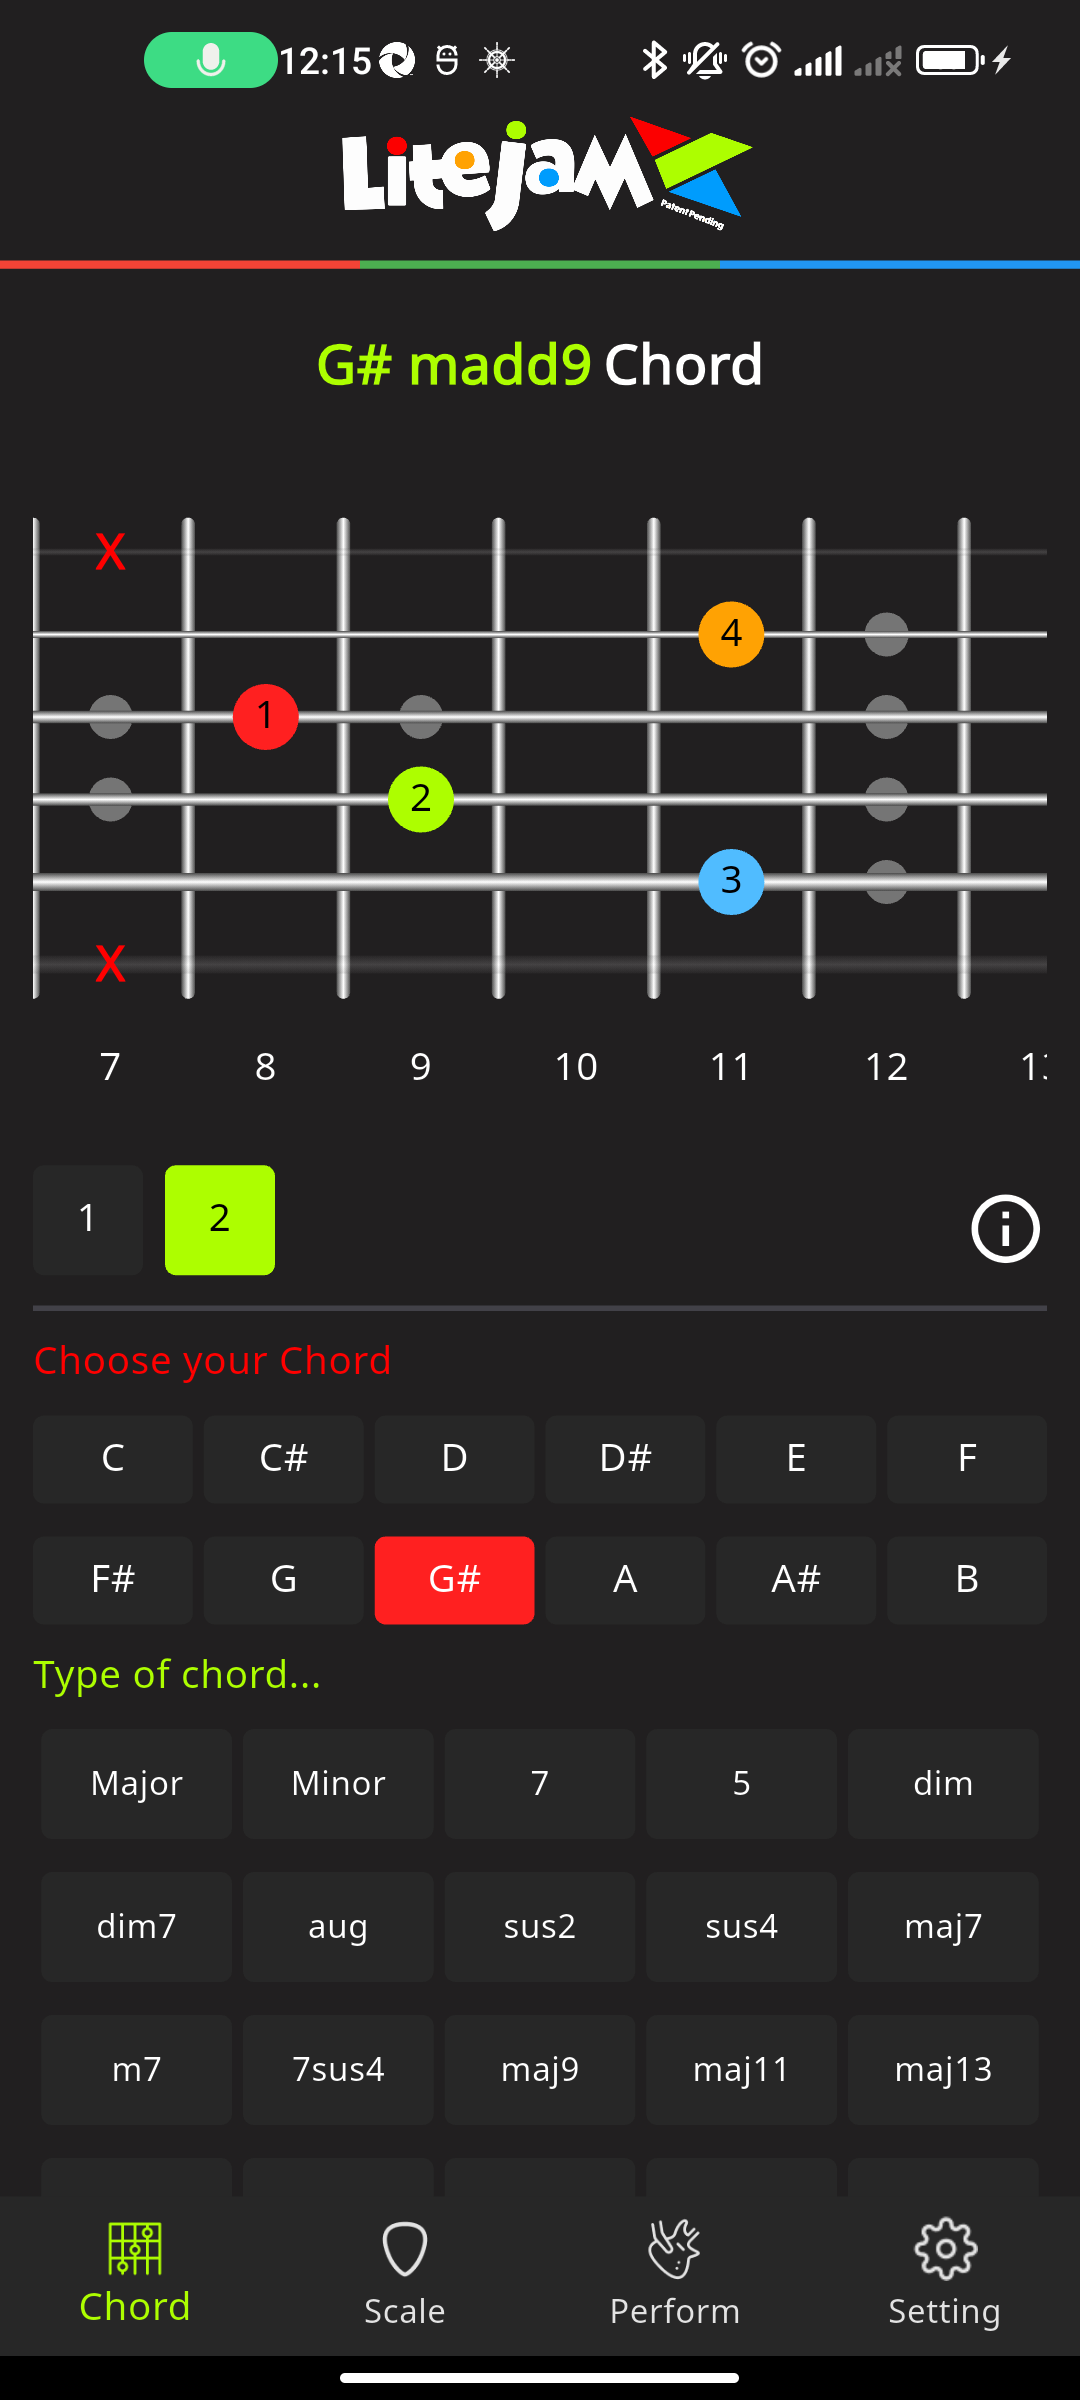 12:15
Litejam
Patent Pending
G# madd9 Chord
X
4
1
2
3
X
7 8 9 10 11 12
1 2
Choose your Chord
C C# D D# E F
F# G G# A A# B
Type of chord...
Major Minor 7 5 dim
dim7 aug sus2 sus4 maj7
m7 7sus4 maj9 maj11 maj13
Chord Scale Perform Setting